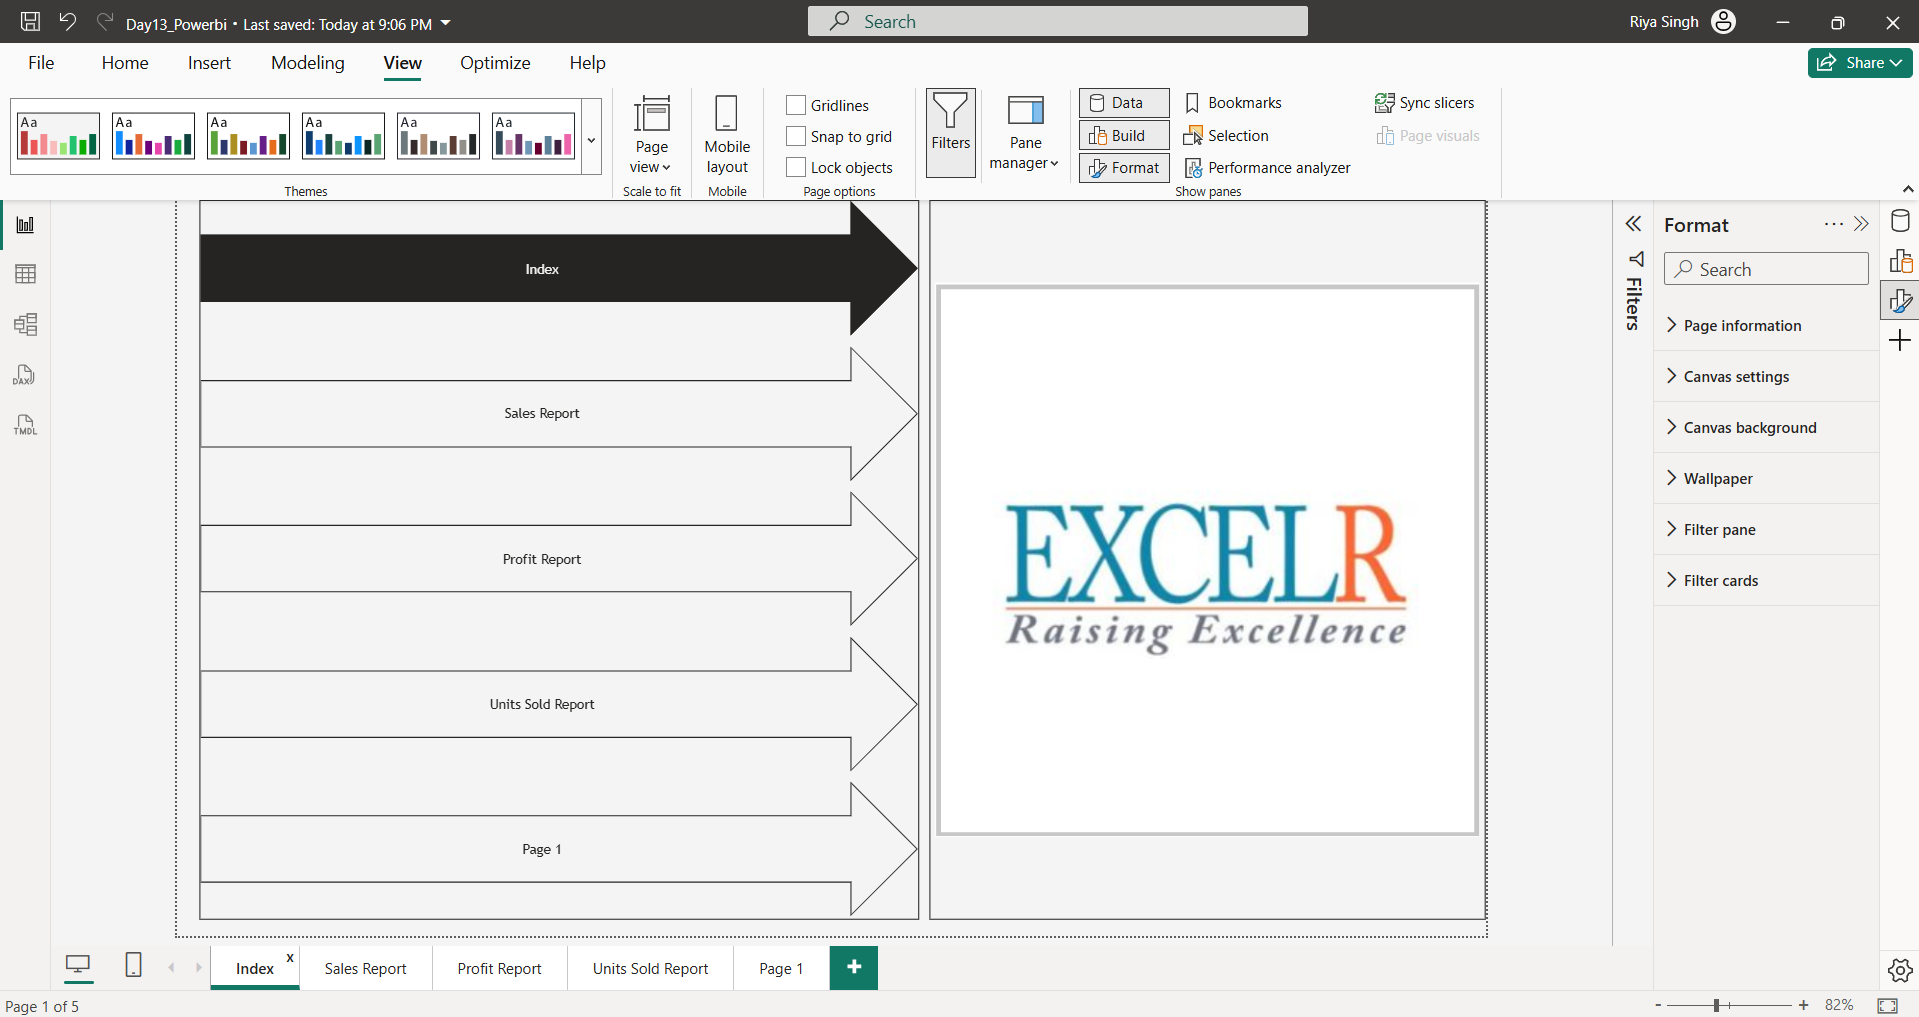 Day13_Powerbi • Last saved: Today at 9:06 PM
Search
Riya Singh
File
Home
Insert
Modeling
View
Optimize
Help
Share
Aa
Aa
Aa
Aa
Aa
Aa
Themes
Page view
Scale to fit
Mobile layout
Mobile
Gridlines
Snap to grid
Lock objects
Page options
Filters
Pane manager
Data
Build
Format
Bookmarks
Selection
Performance analyzer
Show panes
Sync slicers
Page visuals
DAX
TMDL
Index
Sales Report
Profit Report
Units Sold Report
Page 1
EXCELR
Raising Excellence
Filters
Format
Search
Page information
Canvas settings
Canvas background
Wallpaper
Filter pane
Filter cards
Index
x
Sales Report
Profit Report
Units Sold Report
Page 1
+
Page 1 of 5
-
+
82%